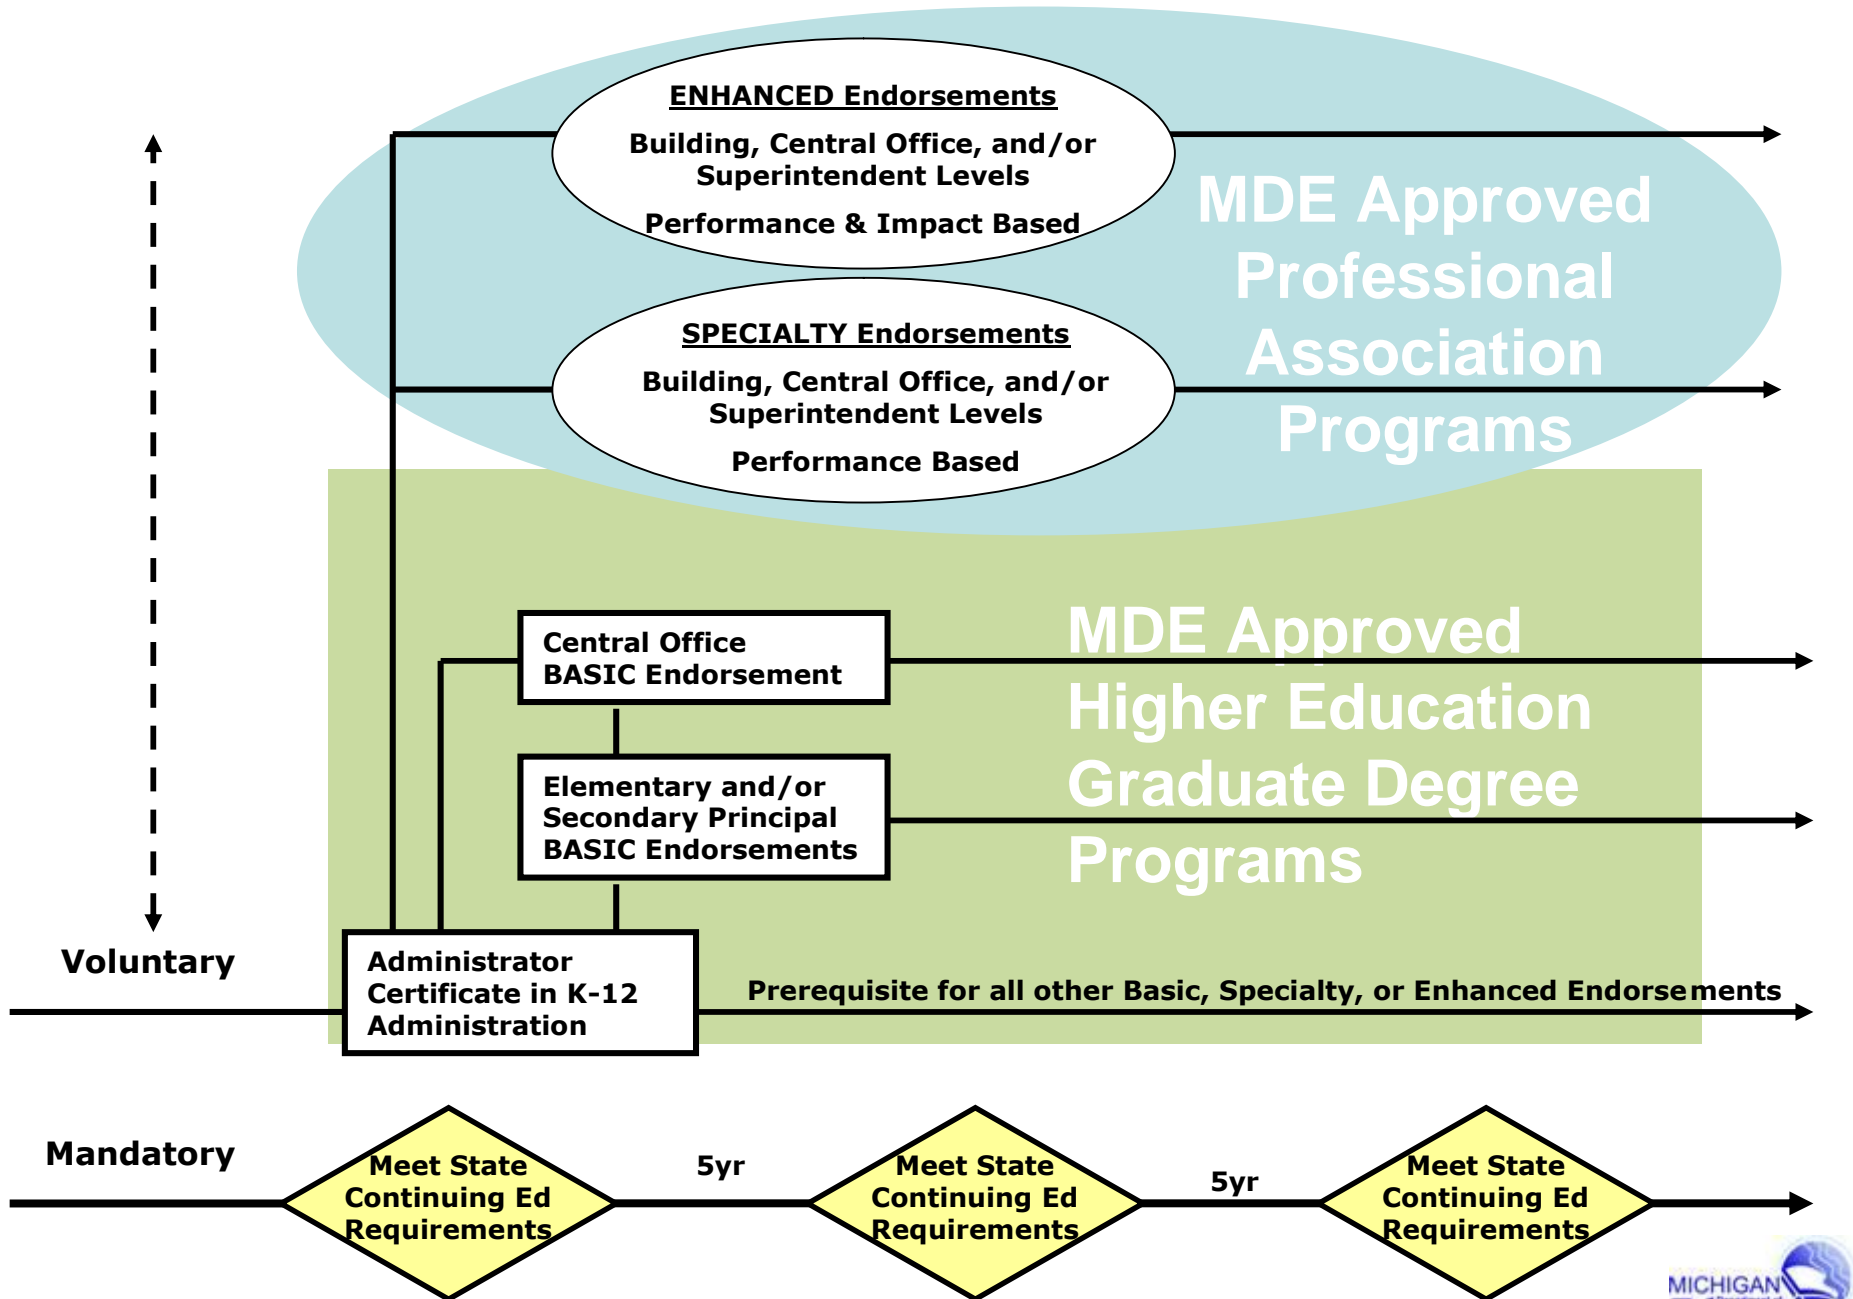 ENHANCED Endorsements
Building, Central Office, and/or
Superintendent Levels
Performance & Impact Based
MDE Approved
Professional
Association
Programs
SPECIALTY Endorsements
Building, Central Office, and/or
Superintendent Levels
Performance Based
Central Office
BASIC Endorsement
MDE Approved
Higher Education
Graduate Degree
Programs
Elementary and/or
Secondary Principal
BASIC Endorsements
Voluntary
Administrator
Certificate in K-12
Administration
Prerequisite for all other Basic, Specialty, or Enhanced Endorsements
Mandatory
Meet State
Continuing Ed
Requirements
5yr
Meet State
Continuing Ed
Requirements
5yr
Meet State
Continuing Ed
Requirements
MICHIGAN